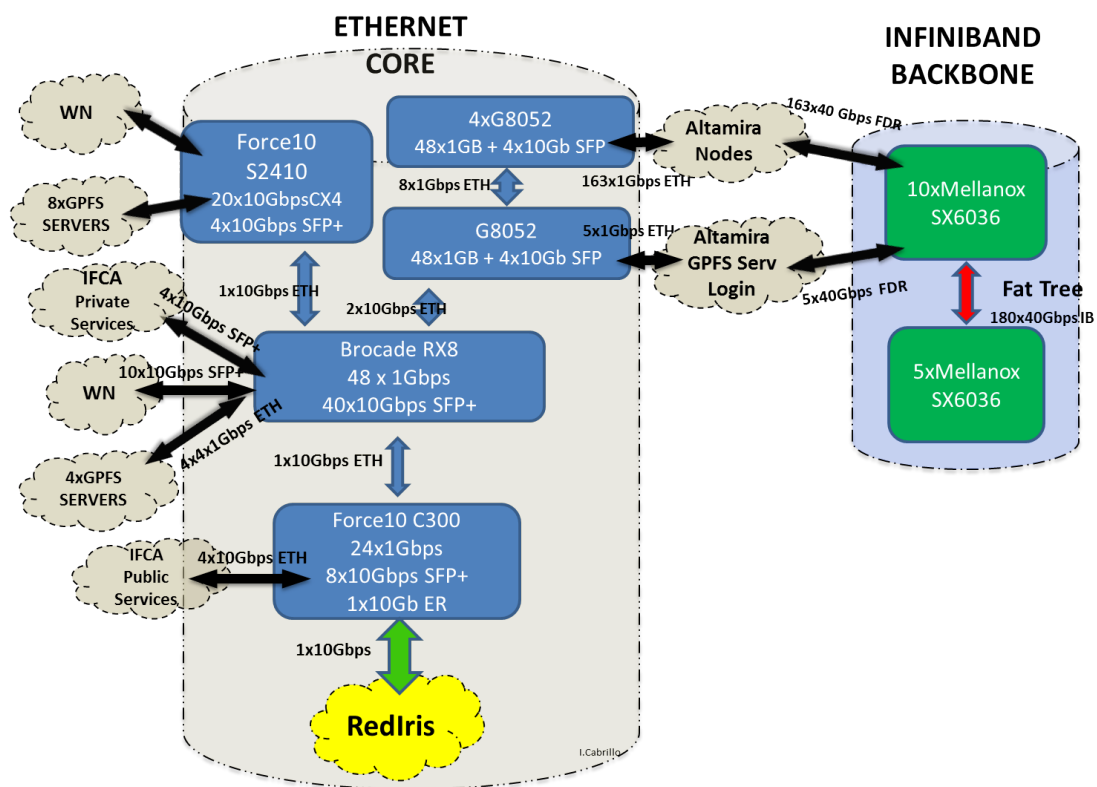 ETHERNET
CORE
INFINIBAND
BACKBONE
WN
Force10
S2410
20x10GbpsCX4
4x10Gbps SFP+
4xG8052
48x1GB + 4x10Gb SFP
Altamira
Nodes
163x40 Gbps FDR
8x1Gbps ETH
163x1Gbps ETH
10xMellanox
SX6036
8xGPFS
SERVERS
G8052
48x1GB + 4x10Gb SFP
5x1Gbps ETH
Altamira
GPFS Serv
Login
5x40Gbps FDR
IFCA
Private
Services
4x10Gbps SFP+
1x10Gbps ETH
2x10Gbps ETH
Fat Tree
180x40Gbps IB
Brocade RX8
48 x 1Gbps
40x10Gbps SFP+
5xMellanox
SX6036
WN
10x10Gbps SFP+
4x4x1Gbps ETH
4xGPFS
SERVERS
1x10Gbps ETH
Force10 C300
24x1Gbps
8x10Gbps SFP+
1x10Gb ER
IFCA
Public
Services
4x10Gbps ETH
1x10Gbps
RedIris
I.Cabrillo